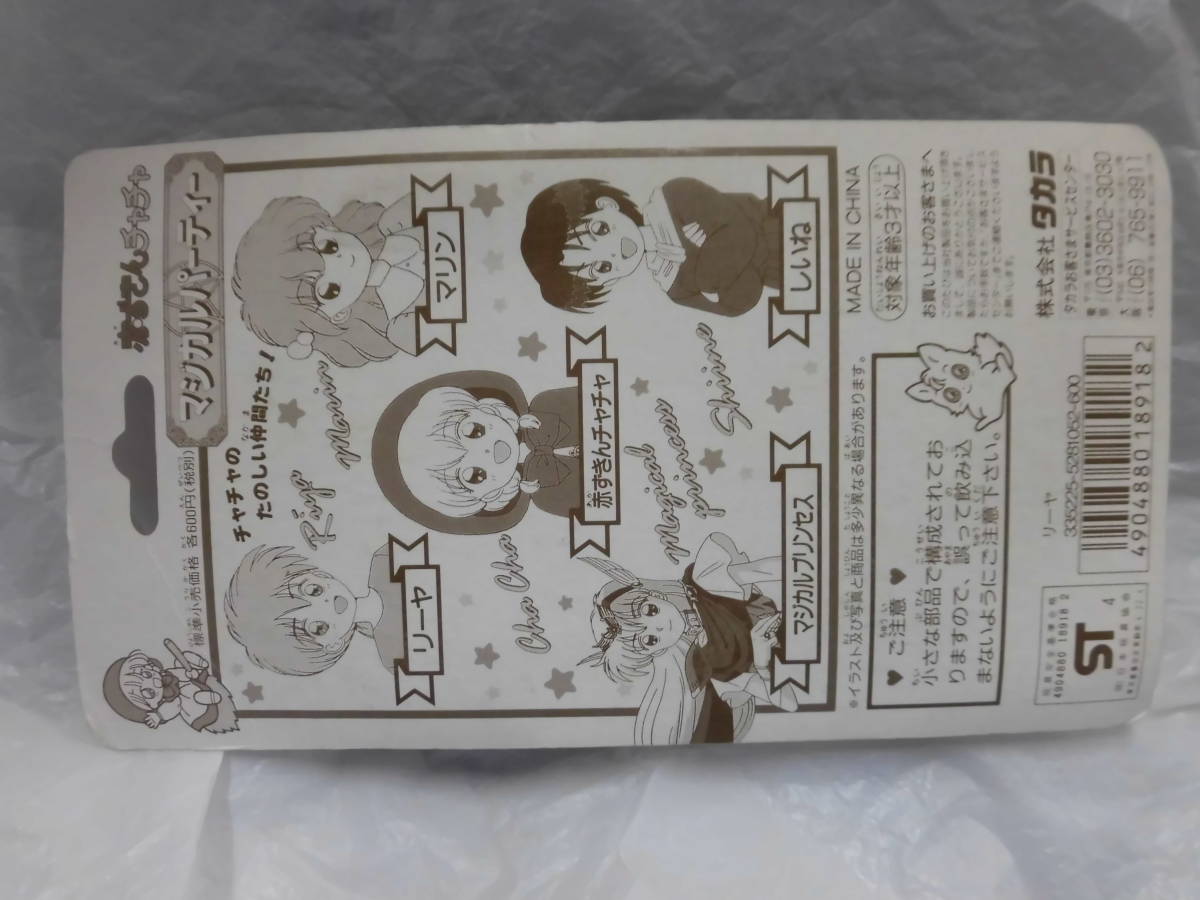 赤ずきんチャチャ
マジカルパーティー
標準小売価格 各600円(税別)
チャチャの
たのしい仲間たち!
Riiya
Marin
リーヤ
マリン
Cha Cha
赤ずきんチャチャ
Magical
princess
Shiine
マジカルプリンセス
しいね
※イラスト及び写真と商品は多少異なる場合があります。
MADE IN CHINA
対象年齢3才以上
♥ ご注意 ♥
小さな部品で構成されてお
りますので、誤って飲み込
まないようにご注意下さい。
お買い上げのお客さまへ
株式会社 タカラ
タカラお客さまサービスセンター
(03)3602-3030
(06) 765-9911
リーヤ
335225-5281052-600
4904880189182
4904880 18918 2
ST 4